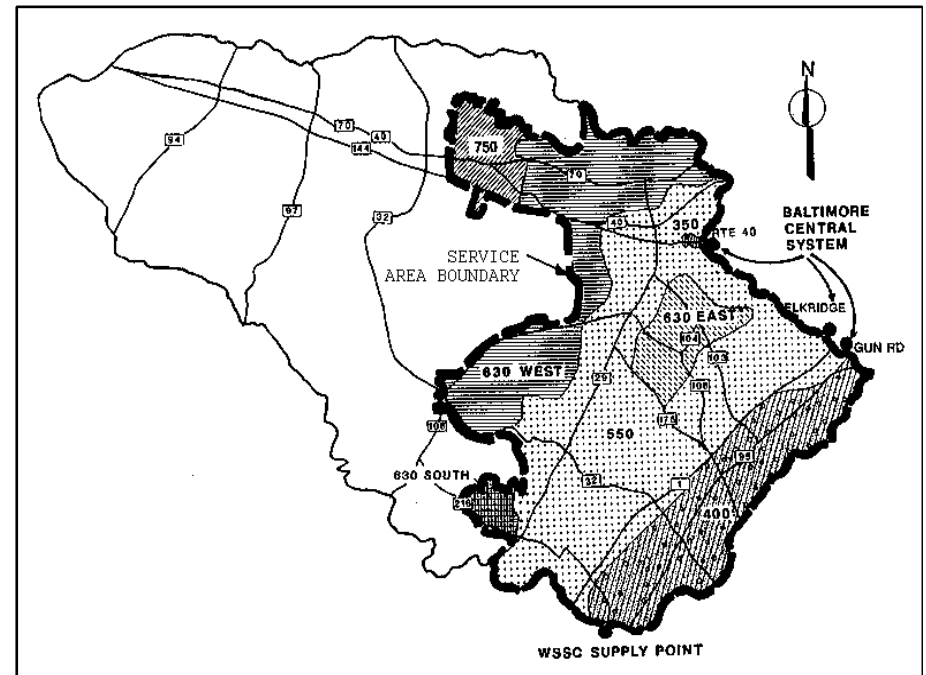 N
94
70
40
144
750
70
97
32
40
350
RTE 40
BALTIMORE
CENTRAL
SYSTEM
SERVICE
AREA BOUNDARY
ELKRIDGE
630 EAST
104
GUN RD
103
630 WEST
29
108
108
175
550
95
630 SOUTH
32
1
216
400
WSSC SUPPLY POINT